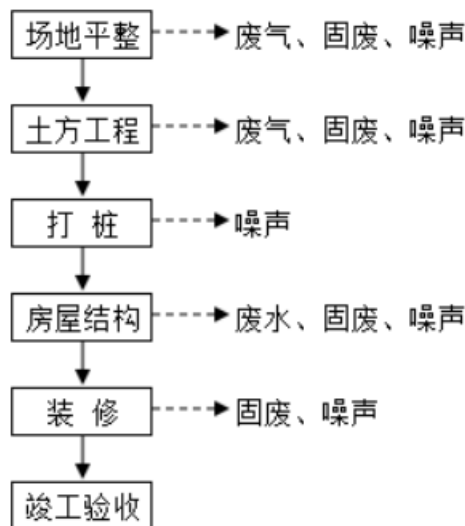 场地平整 废气、固废、噪声
土方工程 废气、固废、噪声
打 桩 噪声
房屋结构 废水、固废、噪声
装 修 固废、噪声
竣工验收